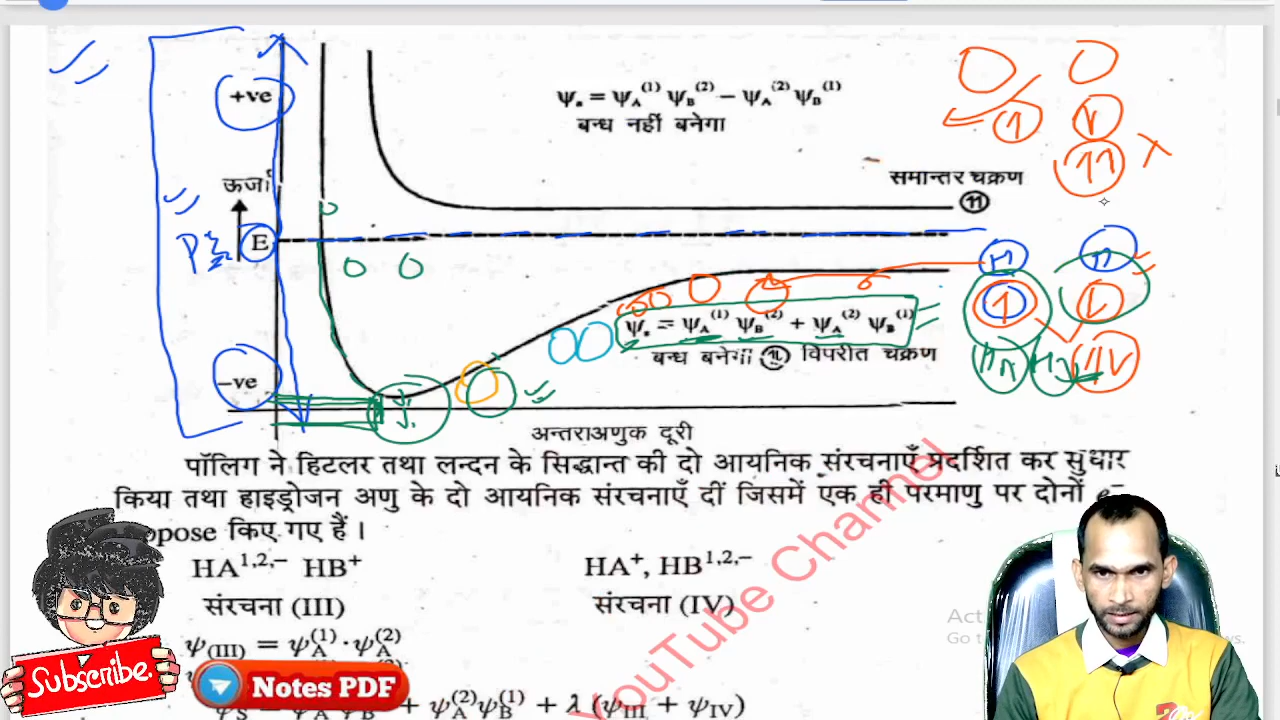 +ve
ψₐ = ψ_A^(1) ψ_B^(2) − ψ_A^(2) ψ_B^(1)
बन्ध नहीं बनेगा
ऊर्जा
समान्तर चक्रण
E
ψₛ = ψ_A^(1) ψ_B^(2) + ψ_A^(2) ψ_B^(1)
बन्ध बनेगा विपरीत चक्रण
−ve
अन्तराअणुक दूरी
पॉलिग ने हिटलर तथा लन्दन के सिद्धान्त की दो आयनिक संरचनाएँ प्रदर्शित कर सुधार
किया तथा हाइड्रोजन अणु के दो आयनिक संरचनाएँ दीं जिसमें एक ही परमाणु पर दोनों e⁻
pose किए गए हैं ।
HA^1,2,− HB^+
HA^+, HB^1,2,−
संरचना (III)
संरचना (IV)
ψ_(III) = ψ_A^(1)·ψ_A^(2)
+ ψ_A^(2)ψ_B^(1) + λ (ψ_III + ψ_IV)
YouTube Channel
Subscribe.
Notes PDF